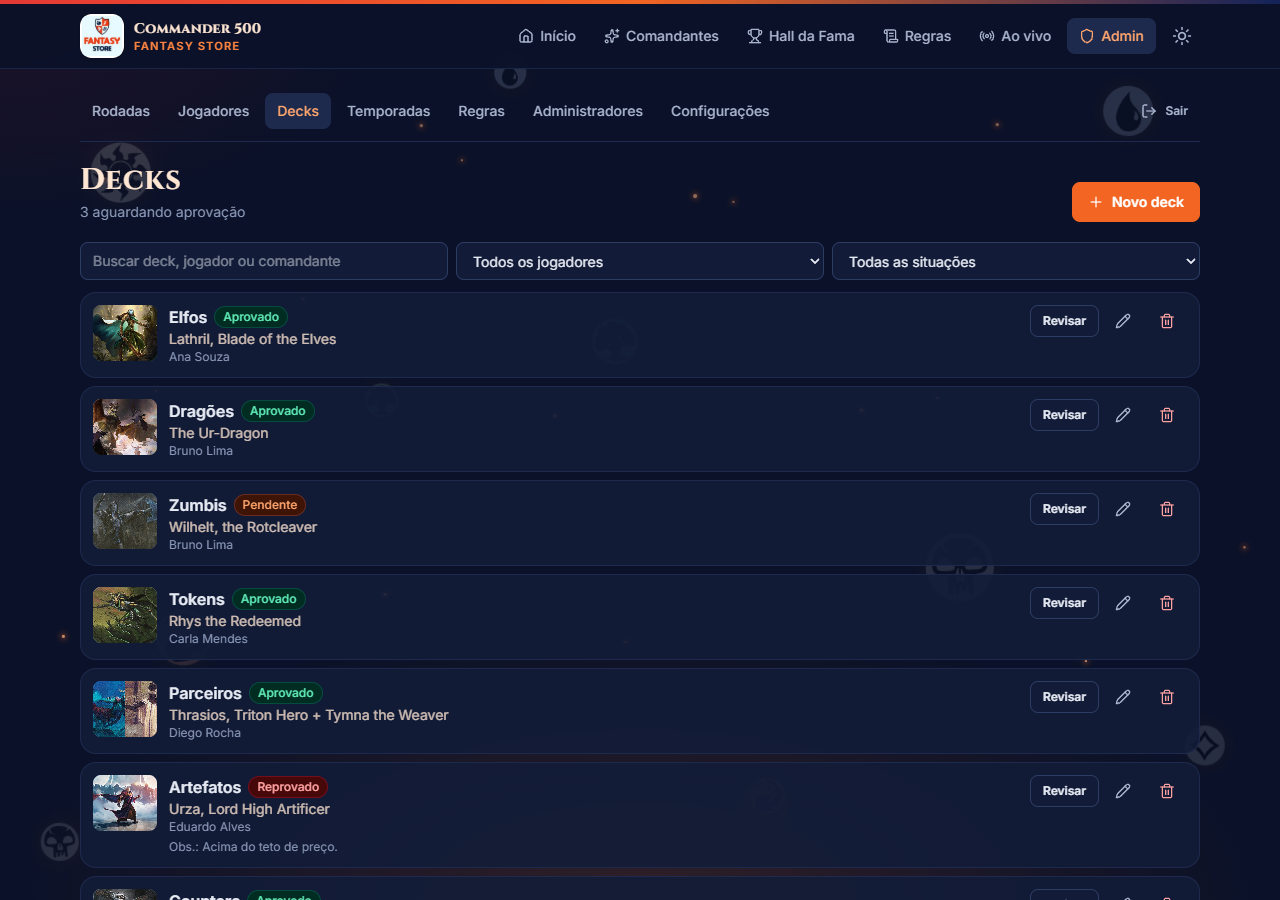 FANTASY
STORE
Commander 500
FANTASY STORE
Início
Comandantes
Hall da Fama
Regras
Ao vivo
Admin
Rodadas
Jogadores
Decks
Temporadas
Regras
Administradores
Configurações
Sair
Decks
3 aguardando aprovação
Novo deck
Buscar deck, jogador ou comandante
Todos os jogadores
Todas as situações
Elfos Aprovado
Lathril, Blade of the Elves
Ana Souza
Revisar
Dragões Aprovado
The Ur-Dragon
Bruno Lima
Revisar
Zumbis Pendente
Wilhelt, the Rotcleaver
Bruno Lima
Revisar
Tokens Aprovado
Rhys the Redeemed
Carla Mendes
Revisar
Parceiros Aprovado
Thrasios, Triton Hero + Tymna the Weaver
Diego Rocha
Revisar
Artefatos Reprovado
Urza, Lord High Artificer
Eduardo Alves
Obs.: Acima do teto de preço.
Revisar
Counters Aprovado